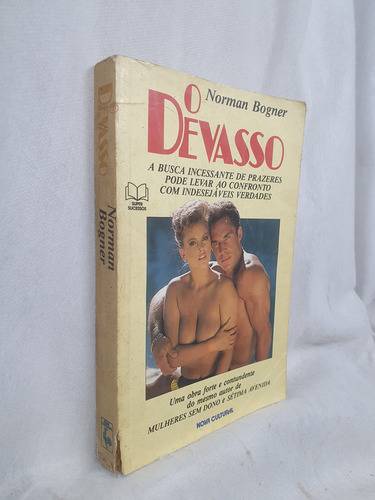 Norman Bogner
O
DEVASSO
A BUSCA INCESSANTE DE PRAZERES
PODE LEVAR AO CONFRONTO
COM INDESEJÁVEIS VERDADES
SUPER
SUCESSOS
Uma obra forte e contundente
do mesmo autor de
MULHERES SEM DONO e SÉTIMA AVENIDA
NOVA CULTURAL
O DEVASSO
Norman
Bogner